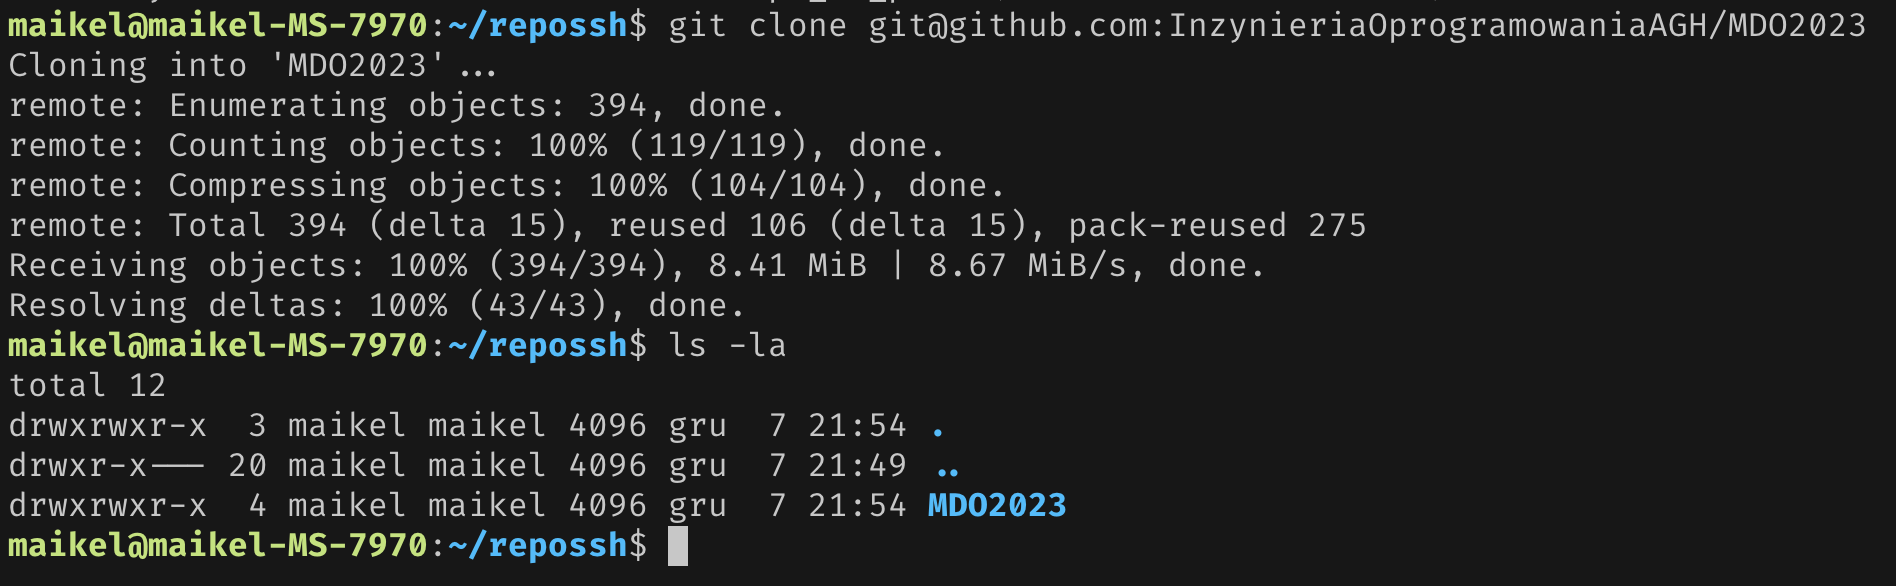 maikel@maikel-MS-7970:~/repossh$ git clone git@github.com:InzynieriaOprogramowaniaAGH/MDO2023
Cloning into 'MDO2023'...
remote: Enumerating objects: 394, done.
remote: Counting objects: 100% (119/119), done.
remote: Compressing objects: 100% (104/104), done.
remote: Total 394 (delta 15), reused 106 (delta 15), pack-reused 275
Receiving objects: 100% (394/394), 8.41 MiB | 8.67 MiB/s, done.
Resolving deltas: 100% (43/43), done.
maikel@maikel-MS-7970:~/repossh$ ls -la
total 12
drwxrwxr-x  3 maikel maikel 4096 gru  7 21:54 .
drwxr-x--- 20 maikel maikel 4096 gru  7 21:49 ..
drwxrwxr-x  4 maikel maikel 4096 gru  7 21:54 MDO2023
maikel@maikel-MS-7970:~/repossh$